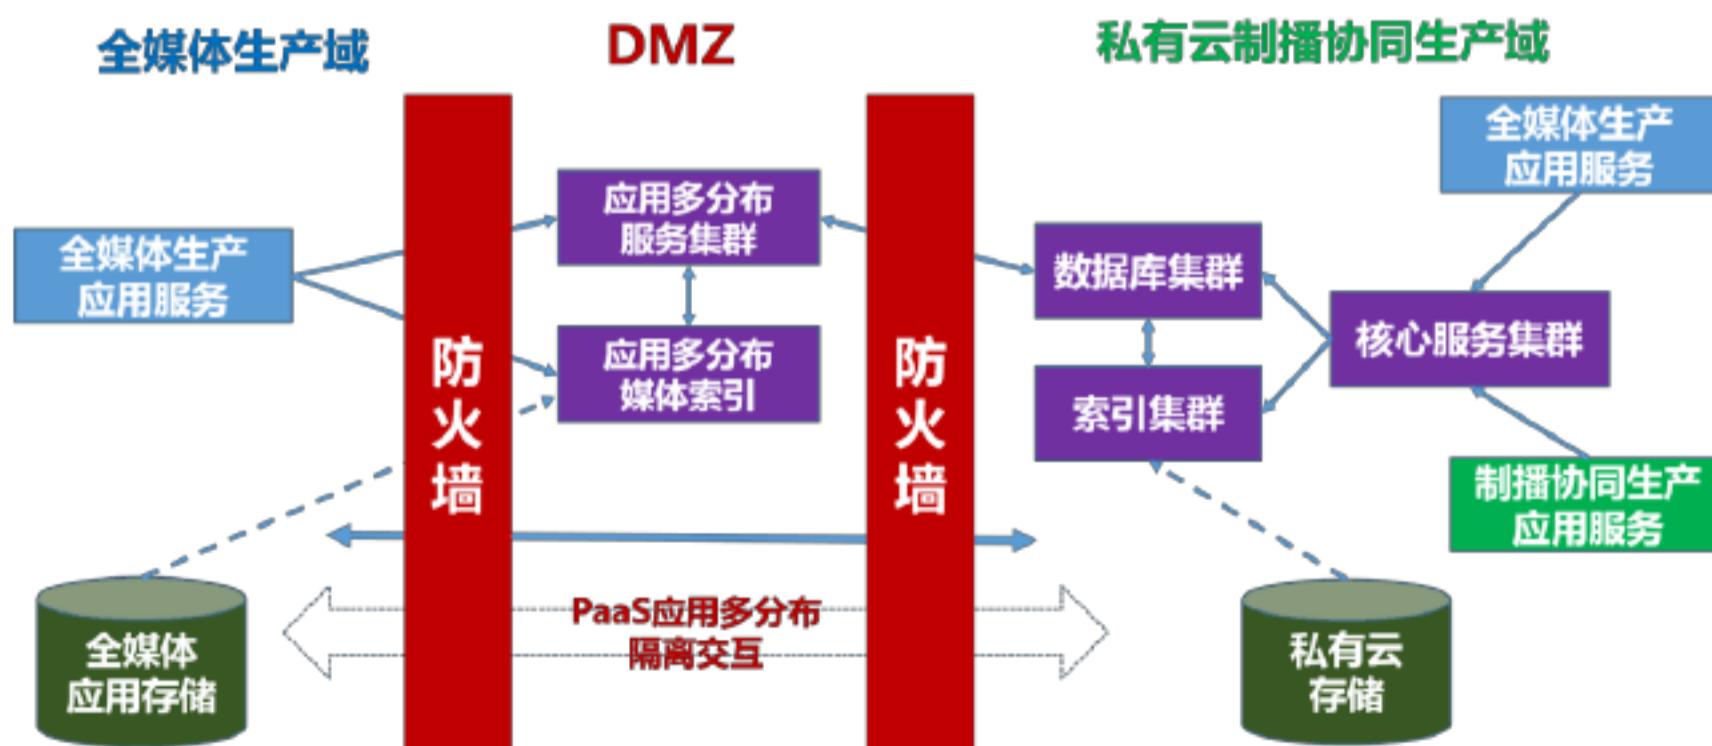 全媒体生产域
DMZ
私有云制播协同生产域
全媒体生产
应用服务
防
火
墙
应用多分布
服务集群
应用多分布
媒体索引
防
火
墙
数据库集群
索引集群
核心服务集群
全媒体生产
应用服务
制播协同生产
应用服务
全媒体
应用存储
PaaS应用多分布
隔离交互
私有云
存储